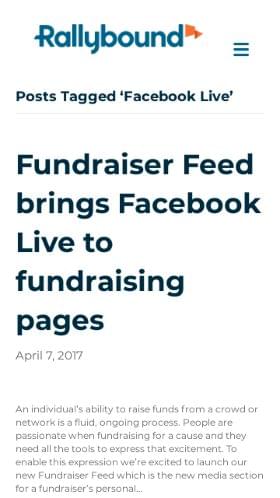 Rallybound
Posts Tagged ‘Facebook Live’
Fundraiser Feed
brings Facebook
Live to
fundraising
pages
April 7, 2017
An individual’s ability to raise funds from a crowd or
network is a fluid, ongoing process. People are
passionate when fundraising for a cause and they
need all the tools to express that excitement. To
enable this expression we’re excited to launch our
new Fundraiser Feed which is the new media section
for a fundraiser’s personal...